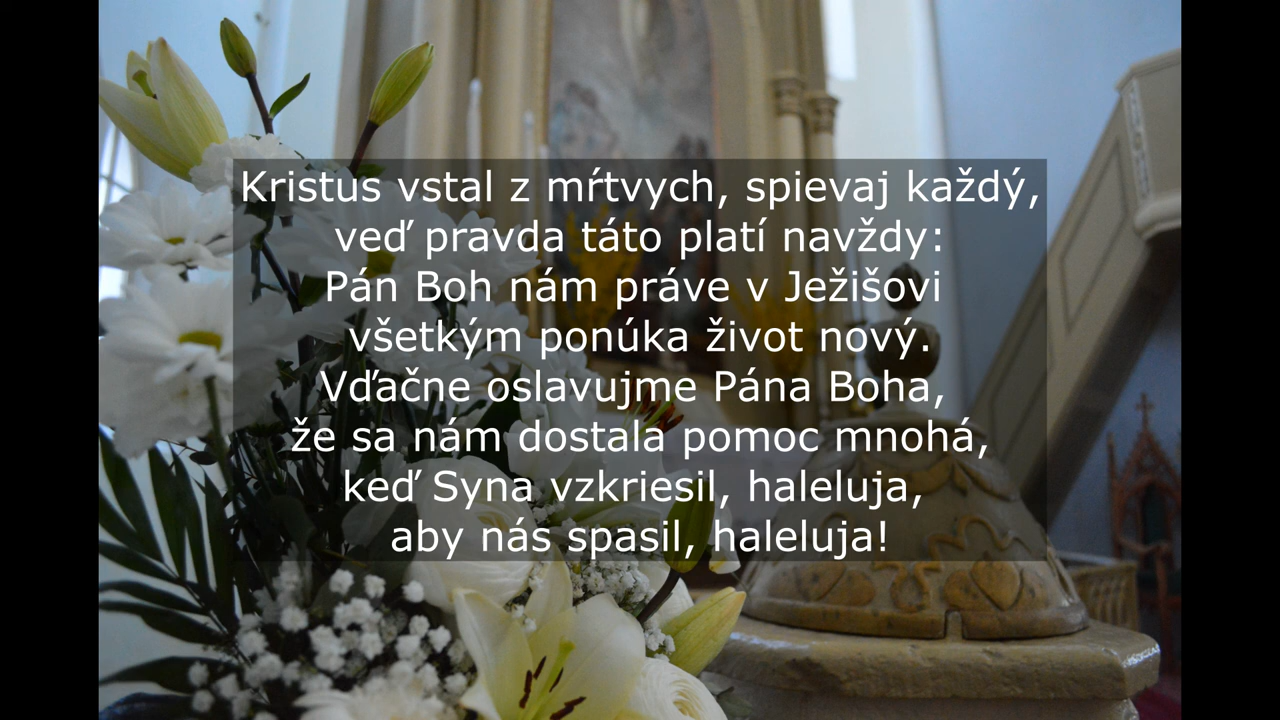 Kristus vstal z mŕtvych, spievaj každý,
veď pravda táto platí navždy:
Pán Boh nám práve v Ježišovi
všetkým ponúka život nový.
Vďačne oslavujme Pána Boha,
že sa nám dostala pomoc mnohá,
keď Syna vzkriesil, haleluja,
aby nás spasil, haleluja!